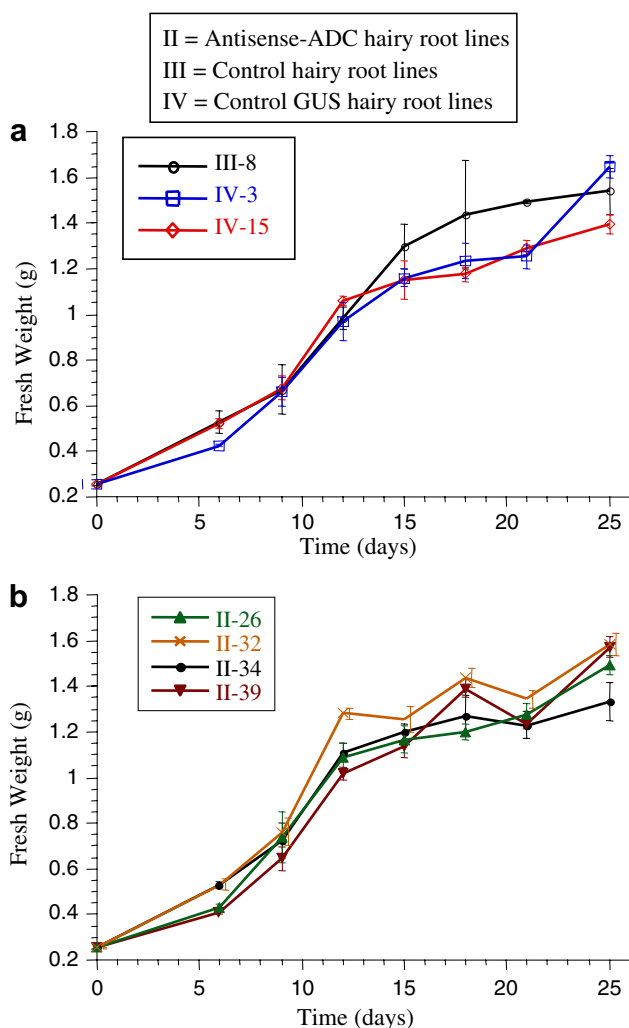 II = Antisense-ADC hairy root lines
III = Control hairy root lines
IV = Control GUS hairy root lines
a
III-8
IV-3
IV-15
Fresh Weight (g)
1.8
1.6
1.4
1.2
1
0.8
0.6
0.4
0.2
0
5
10
15
20
25
Time (days)
b
II-26
II-32
II-34
II-39
Fresh Weight (g)
1.8
1.6
1.4
1.2
1
0.8
0.6
0.4
0.2
0
5
10
15
20
25
Time (days)